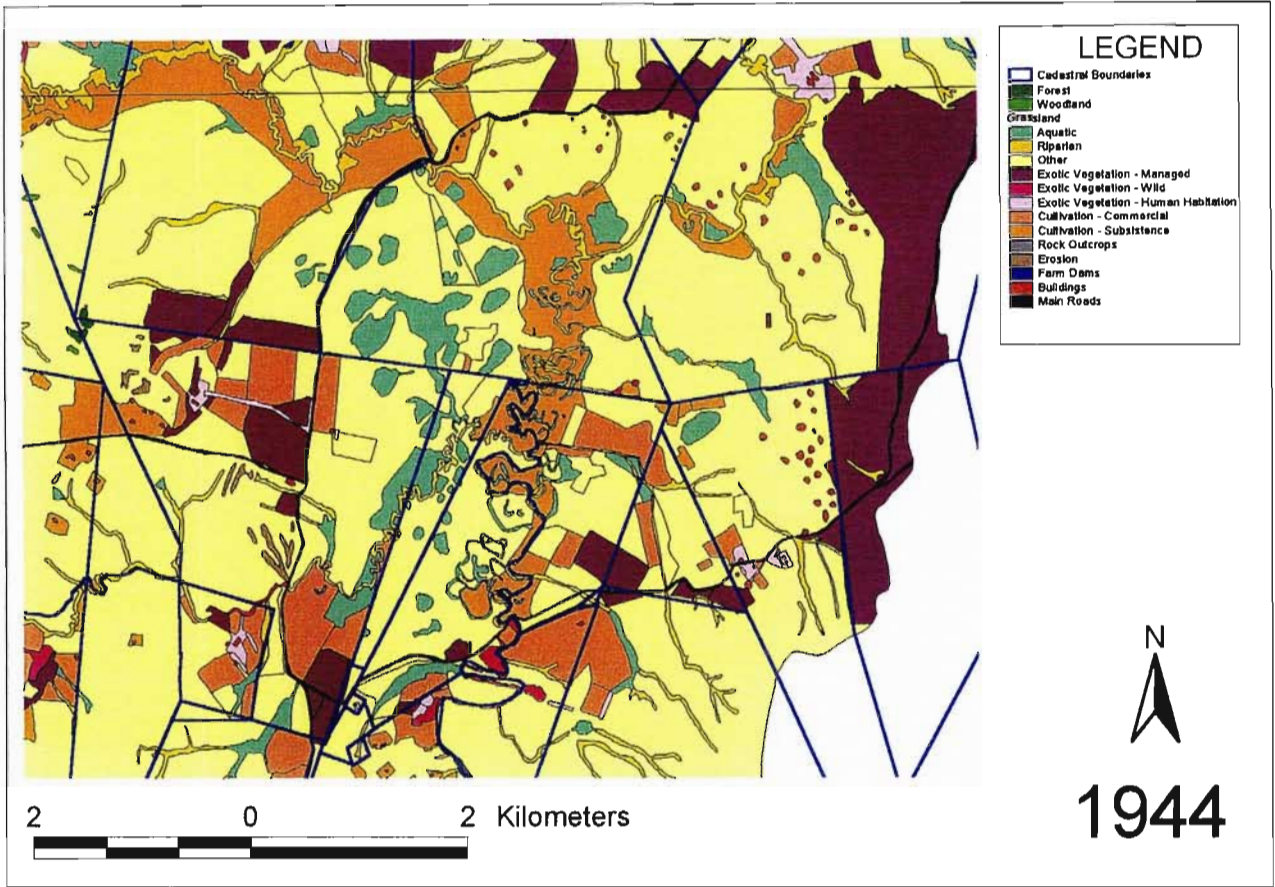 LEGEND
Cadastral Boundaries
Forest
Woodland
Grassland
Aquatic
Riparian
Other
Exotic Vegetation - Managed
Exotic Vegetation - Wild
Exotic Vegetation - Human Habitation
Cultivation - Commercial
Cultivation - Subsistence
Rock Outcrops
Erosion
Farm Dams
Buildings
Main Roads
N
1944
2 0 2 Kilometers